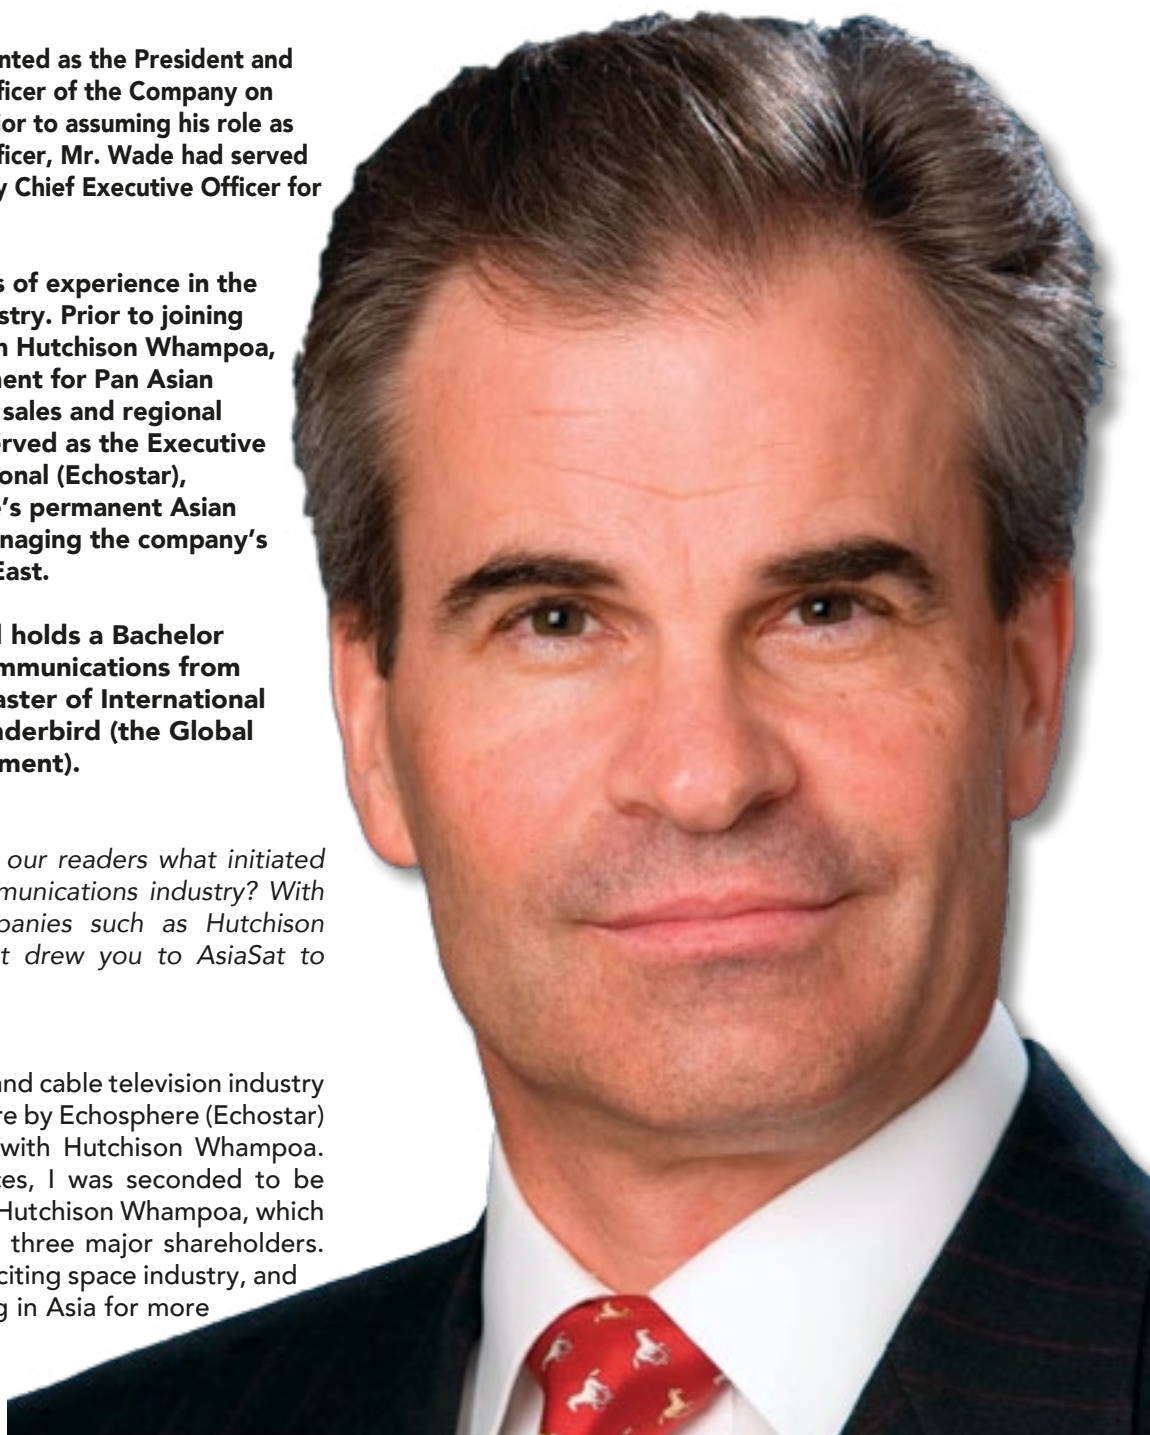 nted as the President and
ficer of the Company on
ior to assuming his role as
ficer, Mr. Wade had served
y Chief Executive Officer for
s of experience in the
stry. Prior to joining
n Hutchison Whampoa,
nent for Pan Asian
sales and regional
erved as the Executive
onal (Echostar),
e’s permanent Asian
naging the company’s
East.
l holds a Bachelor
mmunications from
aster of International
nderbird (the Global
ment).
our readers what initiated
munications industry? With
panies such as Hutchison
t drew you to AsiaSat to
and cable television industry
re by Echosphere (Echostar)
with Hutchison Whampoa.
ces, I was seconded to be
Hutchison Whampoa, which
three major shareholders.
citing space industry, and
g in Asia for more